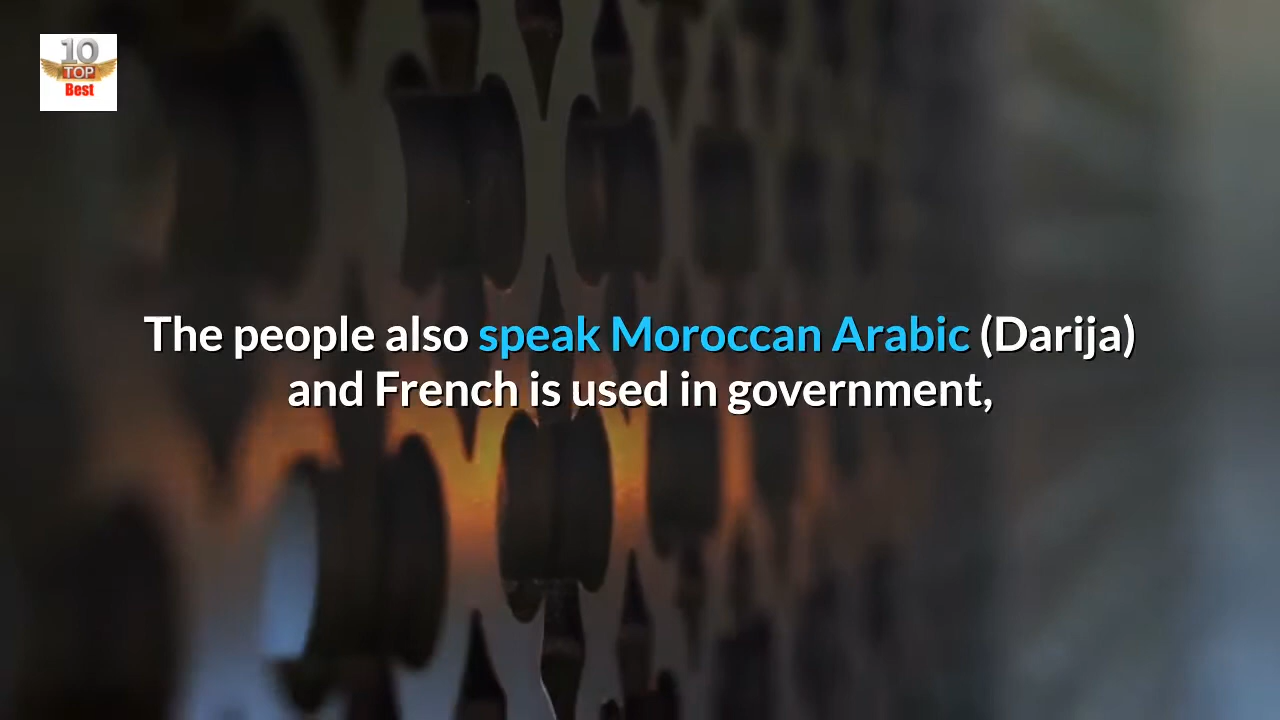 10
TOP
Best
The people also speak Moroccan Arabic (Darija)
and French is used in government,